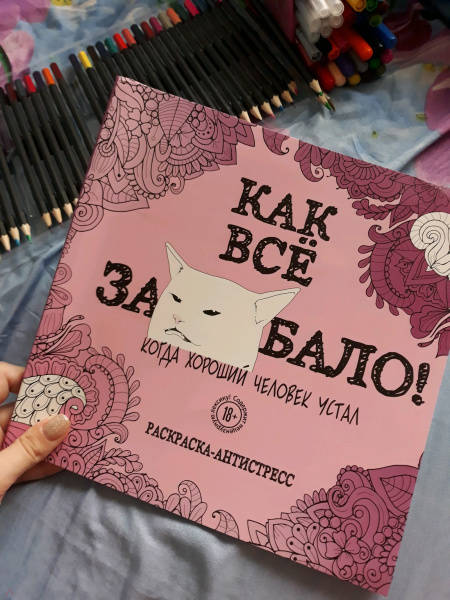 КАК
ВСЁ
ЗА БАЛО!
КОГДА ХОРОШИЙ ЧЕЛОВЕК УСТАЛ
18+
РАСКРАСКА-АНТИСТРЕСС